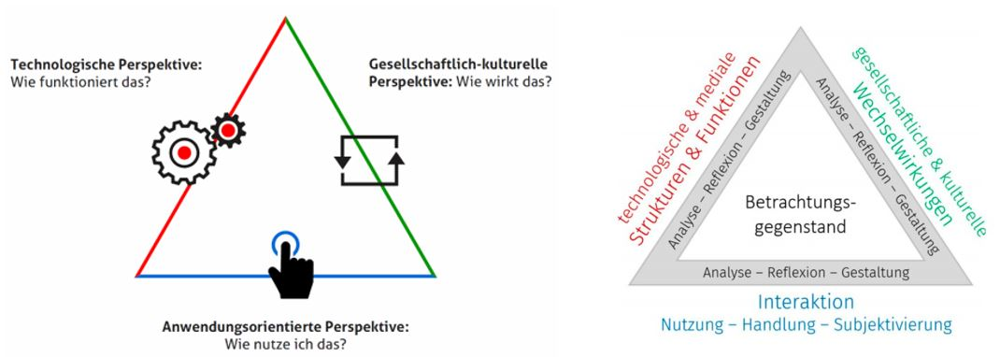 Technologische Perspektive:
Wie funktioniert das?
Gesellschaftlich-kulturelle
Perspektive: Wie wirkt das?
Anwendungsorientierte Perspektive:
Wie nutze ich das?
technologische & mediale
Strukturen & Funktionen
Analyse – Reflexion – Gestaltung
gesellschaftliche & kulturelle
Wechselwirkungen
Analyse – Reflexion – Gestaltung
Betrachtungs-
gegenstand
Analyse – Reflexion – Gestaltung
Interaktion
Nutzung – Handlung – Subjektivierung